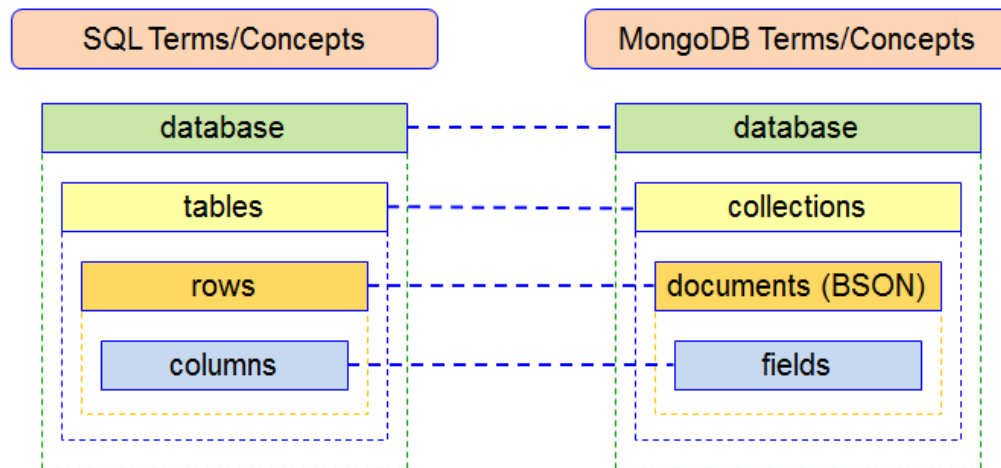 SQL Terms/Concepts
MongoDB Terms/Concepts
database
database
tables
collections
rows
documents (BSON)
columns
fields